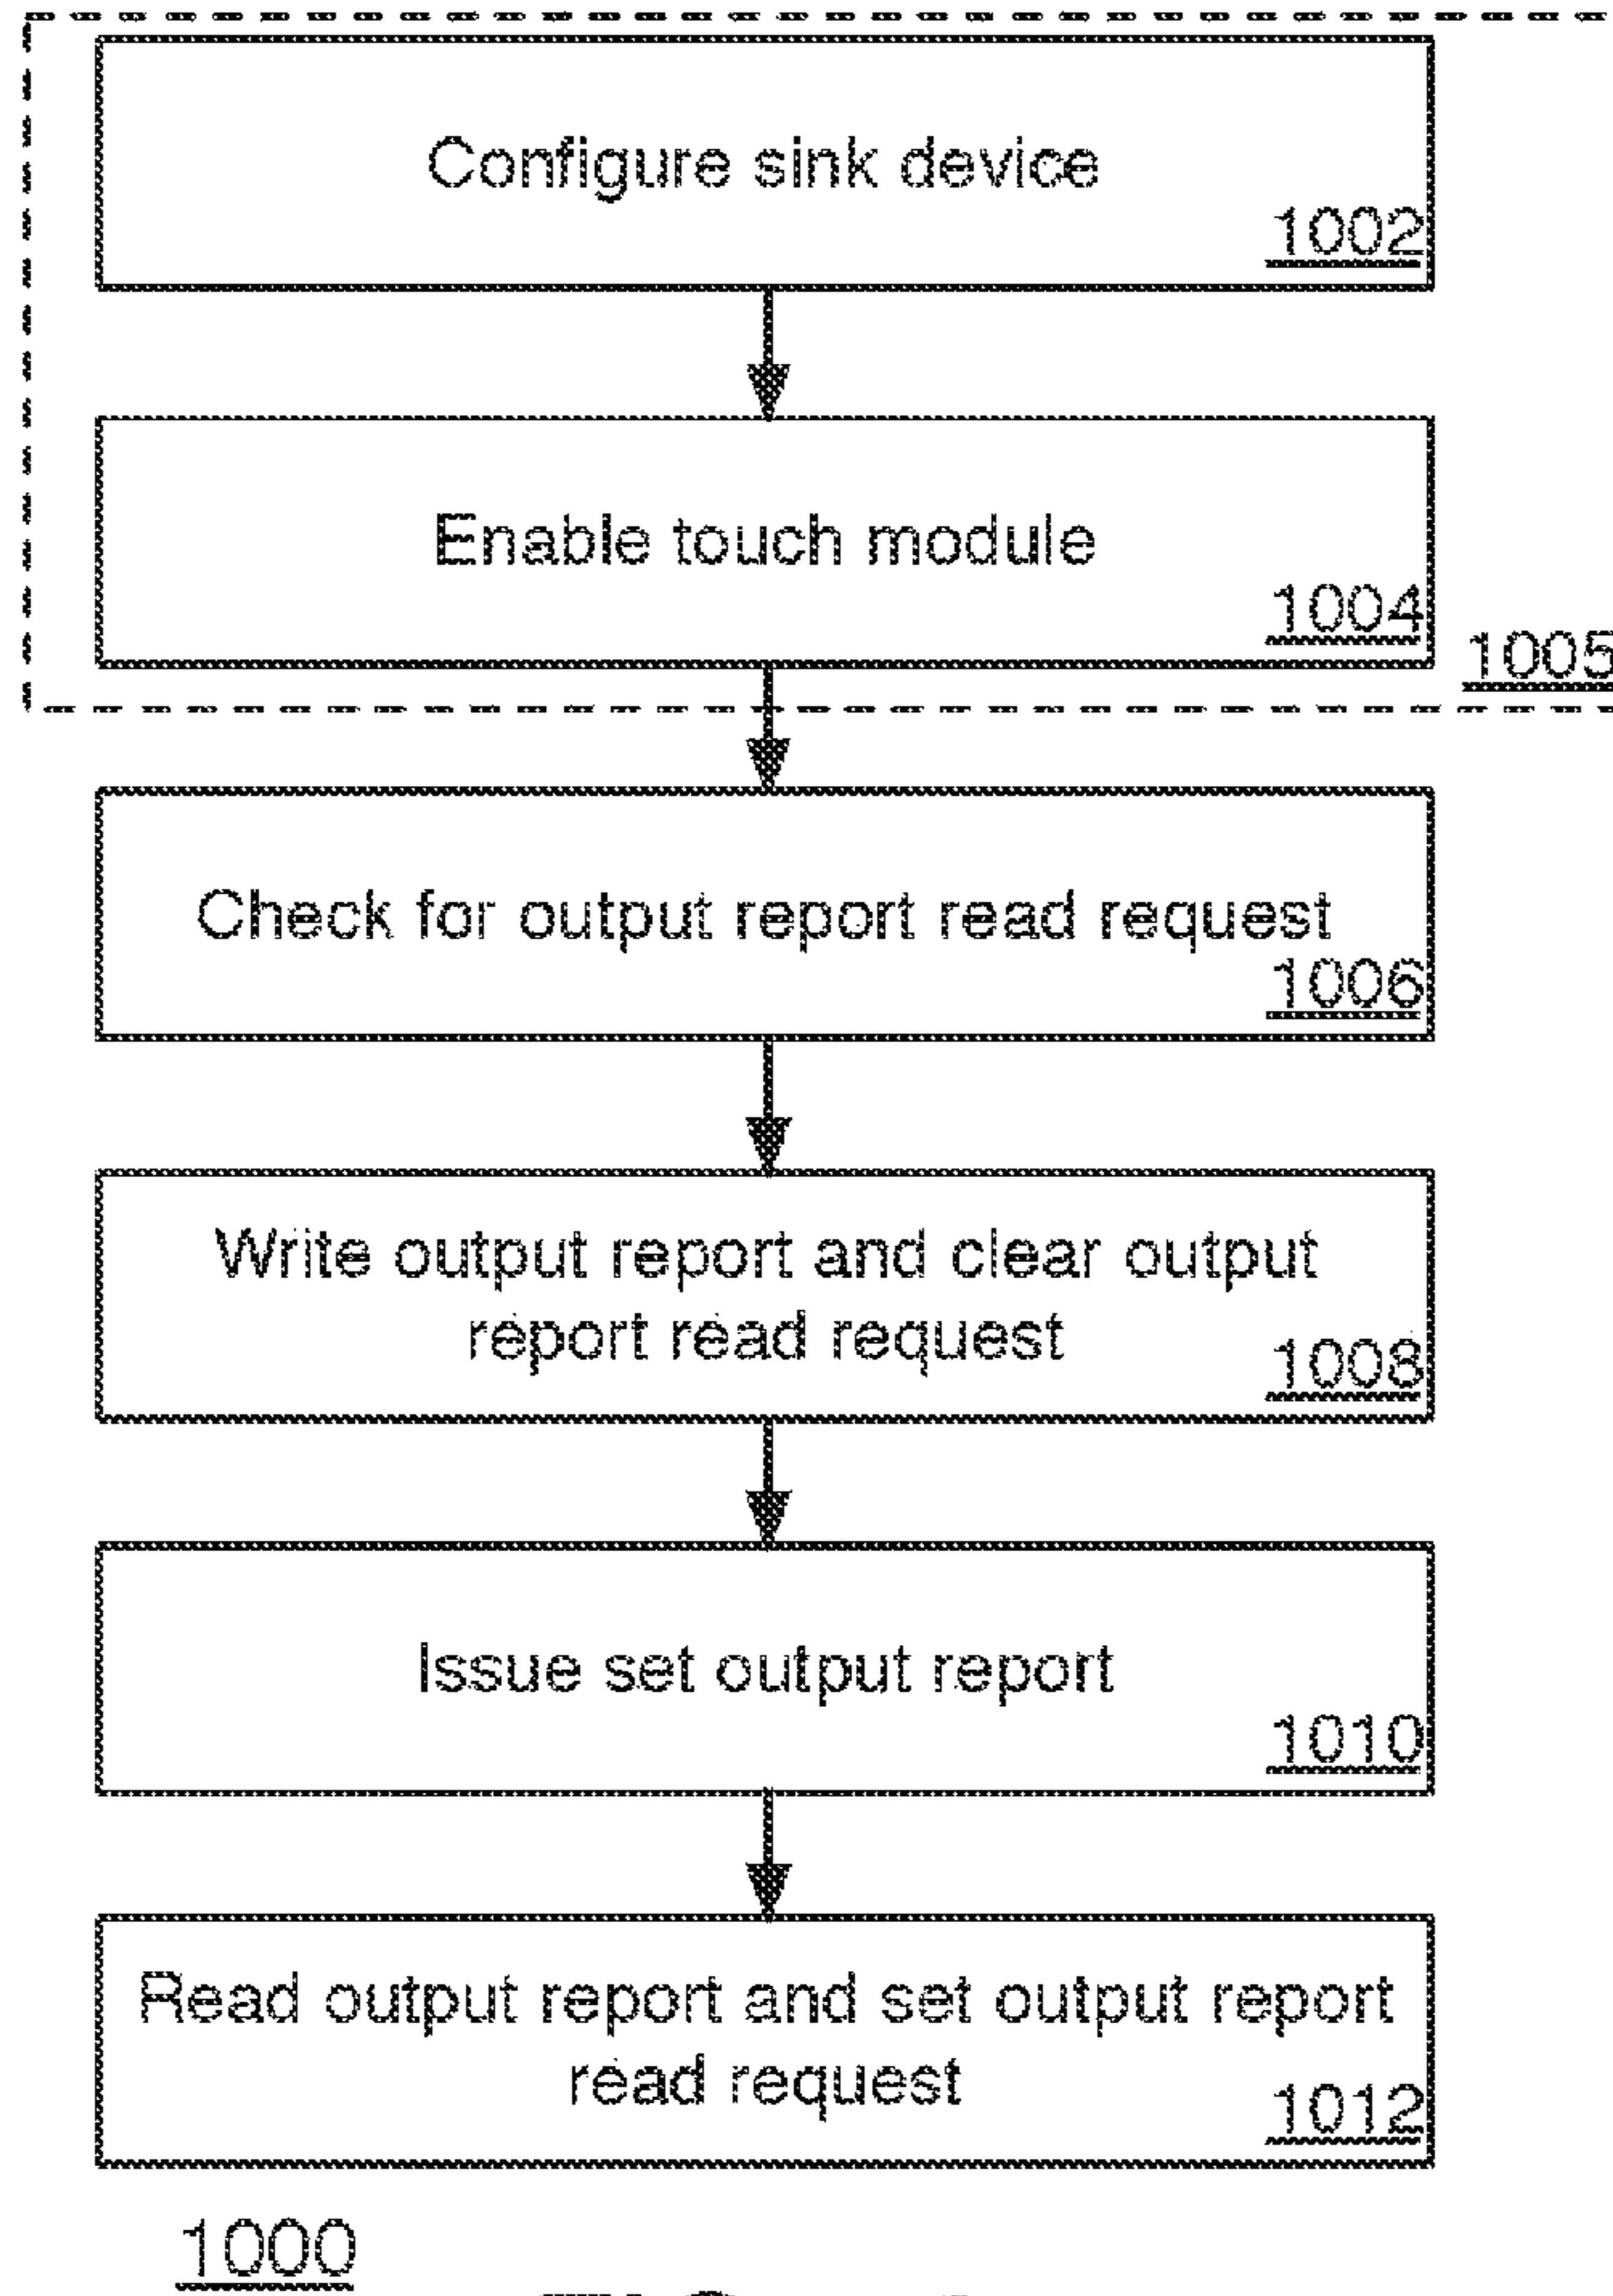 Configure sink device
1002
Enable touch module
1004
1005
Check for output report read request
1006
Write output report and clear output
report read request
1008
Issue set output report
1010
Read output report and set output report
read request
1012
1000